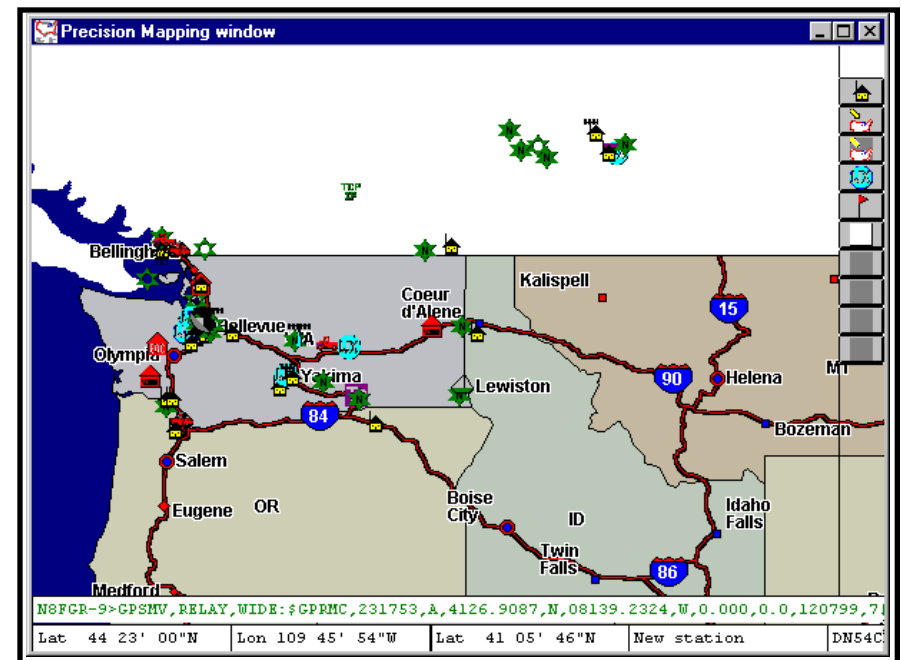 Precision Mapping window
TCP
IP
Bellingh
Kalispell
Coeur
d'Alene
15
Bellevue
Olympia
90
Helena
MT
Yakima
Lewiston
84
Bozeman
Salem
Boise
City
Idaho
Falls
Eugene
OR
ID
Twin
Falls
86
Medford
N8FGR-9>GPSMV,RELAY,WIDE:$GPRMC,231753,A,4126.9087,N,08139.2324,W,0.000,0.0,120799,7
Lat 44 23' 00"N
Lon 109 45' 54"W
Lat 41 05' 46"N
New station
DN54C